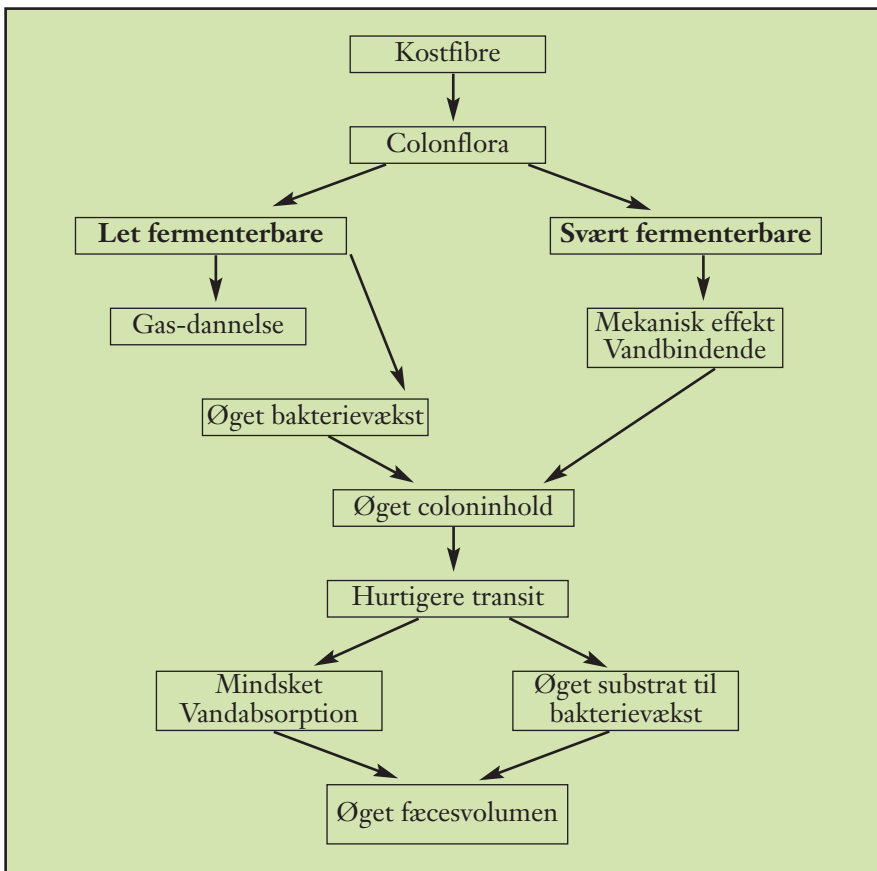 Kostfibre
Colonflora
Let fermenterbare
Svært fermenterbare
Gas-dannelse
Mekanisk effekt
Vandbindende
Øget bakterievækst
Øget coloninhold
Hurtigere transit
Mindsket
Vandabsorption
Øget substrat til
bakterievækst
Øget fæcesvolumen